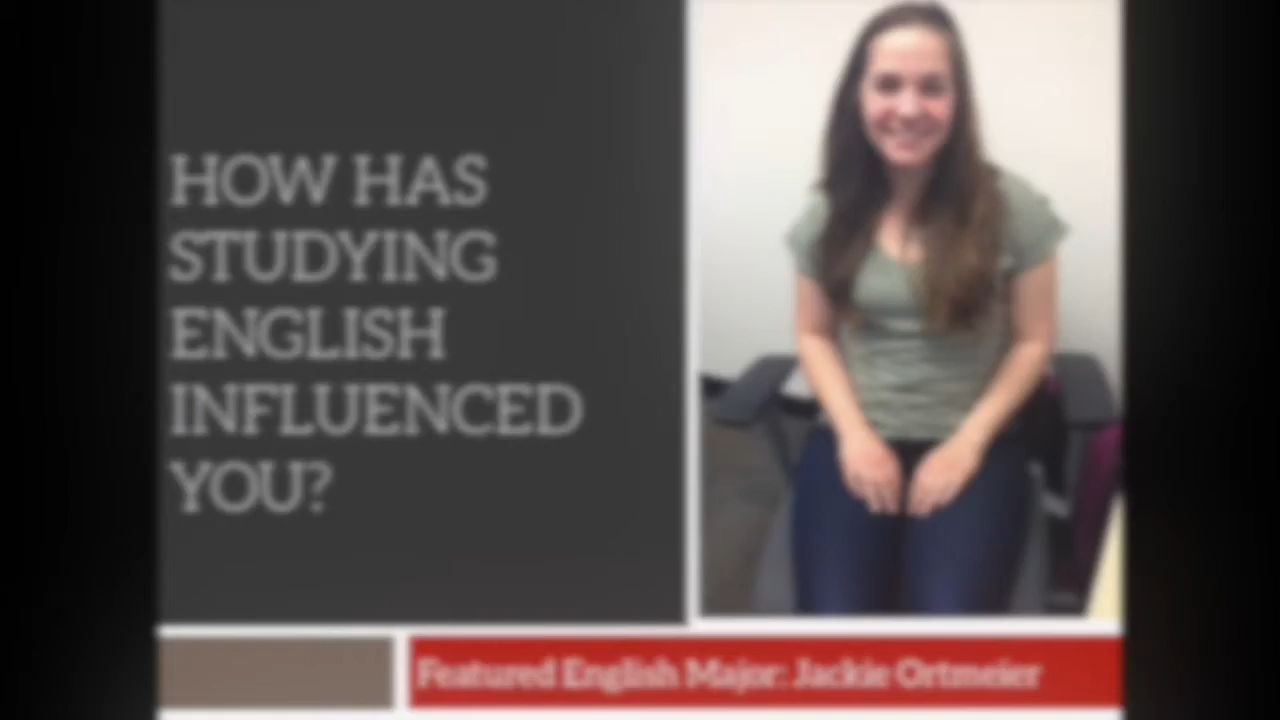 HOW HAS
STUDYING
ENGLISH
INFLUENCED
YOU?
Featured English Major: Jackie Ortmeier